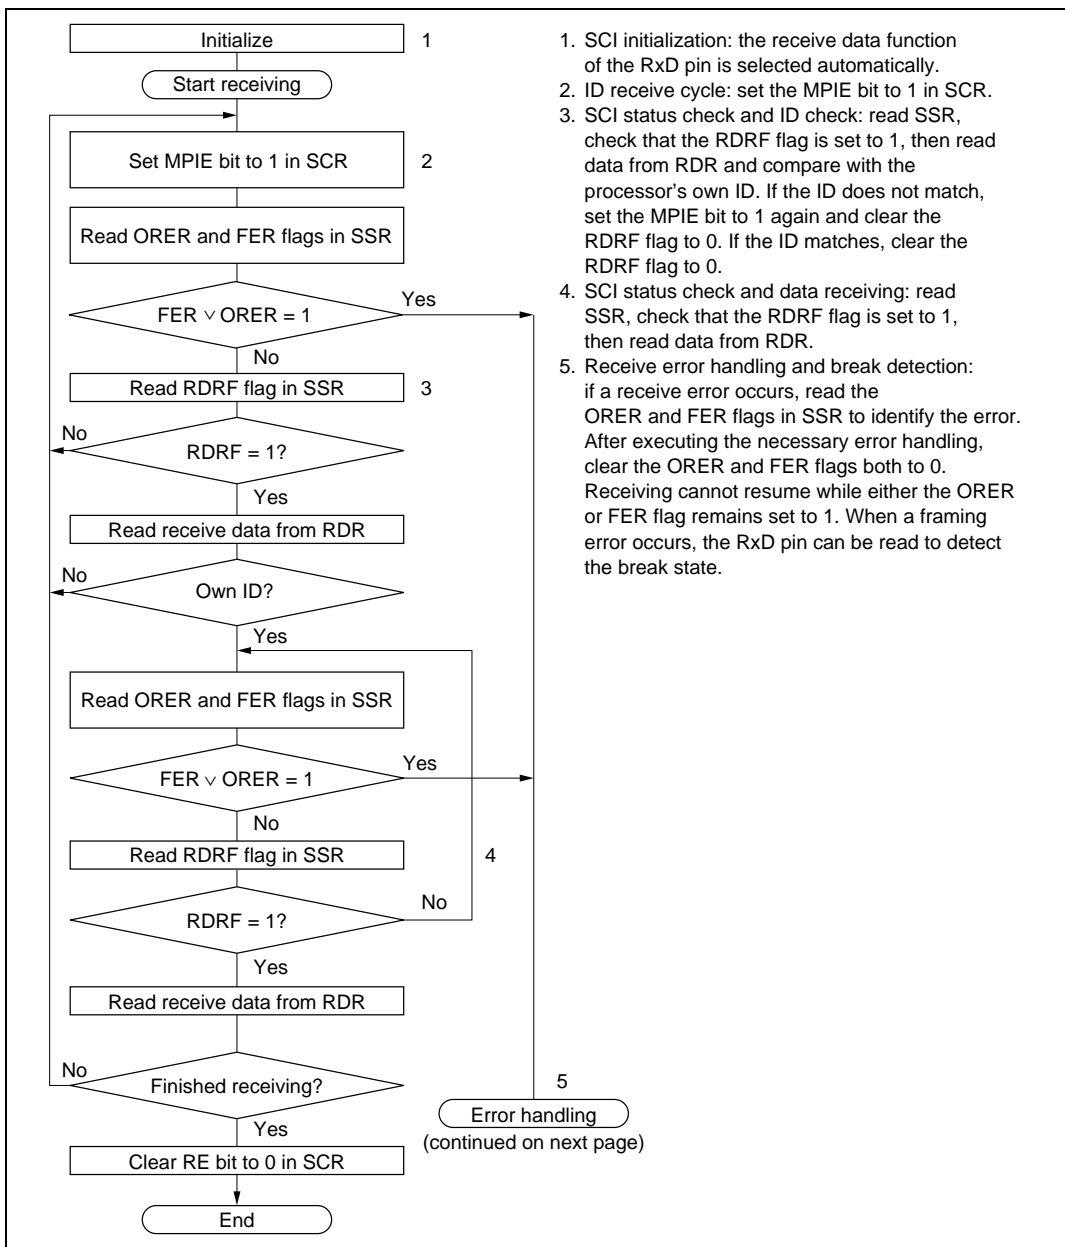 Initialize
1
Start receiving
Set MPIE bit to 1 in SCR
2
Read ORER and FER flags in SSR
FER ∨ ORER = 1
Yes
No
Read RDRF flag in SSR
3
No
RDRF = 1?
Yes
Read receive data from RDR
No
Own ID?
Yes
Read ORER and FER flags in SSR
FER ∨ ORER = 1
Yes
No
Read RDRF flag in SSR
4
RDRF = 1?
No
Yes
Read receive data from RDR
No
Finished receiving?
5
Error handling
(continued on next page)
Yes
Clear RE bit to 0 in SCR
End
1. SCI initialization: the receive data function
of the RxD pin is selected automatically.
2. ID receive cycle: set the MPIE bit to 1 in SCR.
3. SCI status check and ID check: read SSR,
check that the RDRF flag is set to 1, then read
data from RDR and compare with the
processor's own ID. If the ID does not match,
set the MPIE bit to 1 again and clear the
RDRF flag to 0. If the ID matches, clear the
RDRF flag to 0.
4. SCI status check and data receiving: read
SSR, check that the RDRF flag is set to 1,
then read data from RDR.
5. Receive error handling and break detection:
if a receive error occurs, read the
ORER and FER flags in SSR to identify the error.
After executing the necessary error handling,
clear the ORER and FER flags both to 0.
Receiving cannot resume while either the ORER
or FER flag remains set to 1. When a framing
error occurs, the RxD pin can be read to detect
the break state.